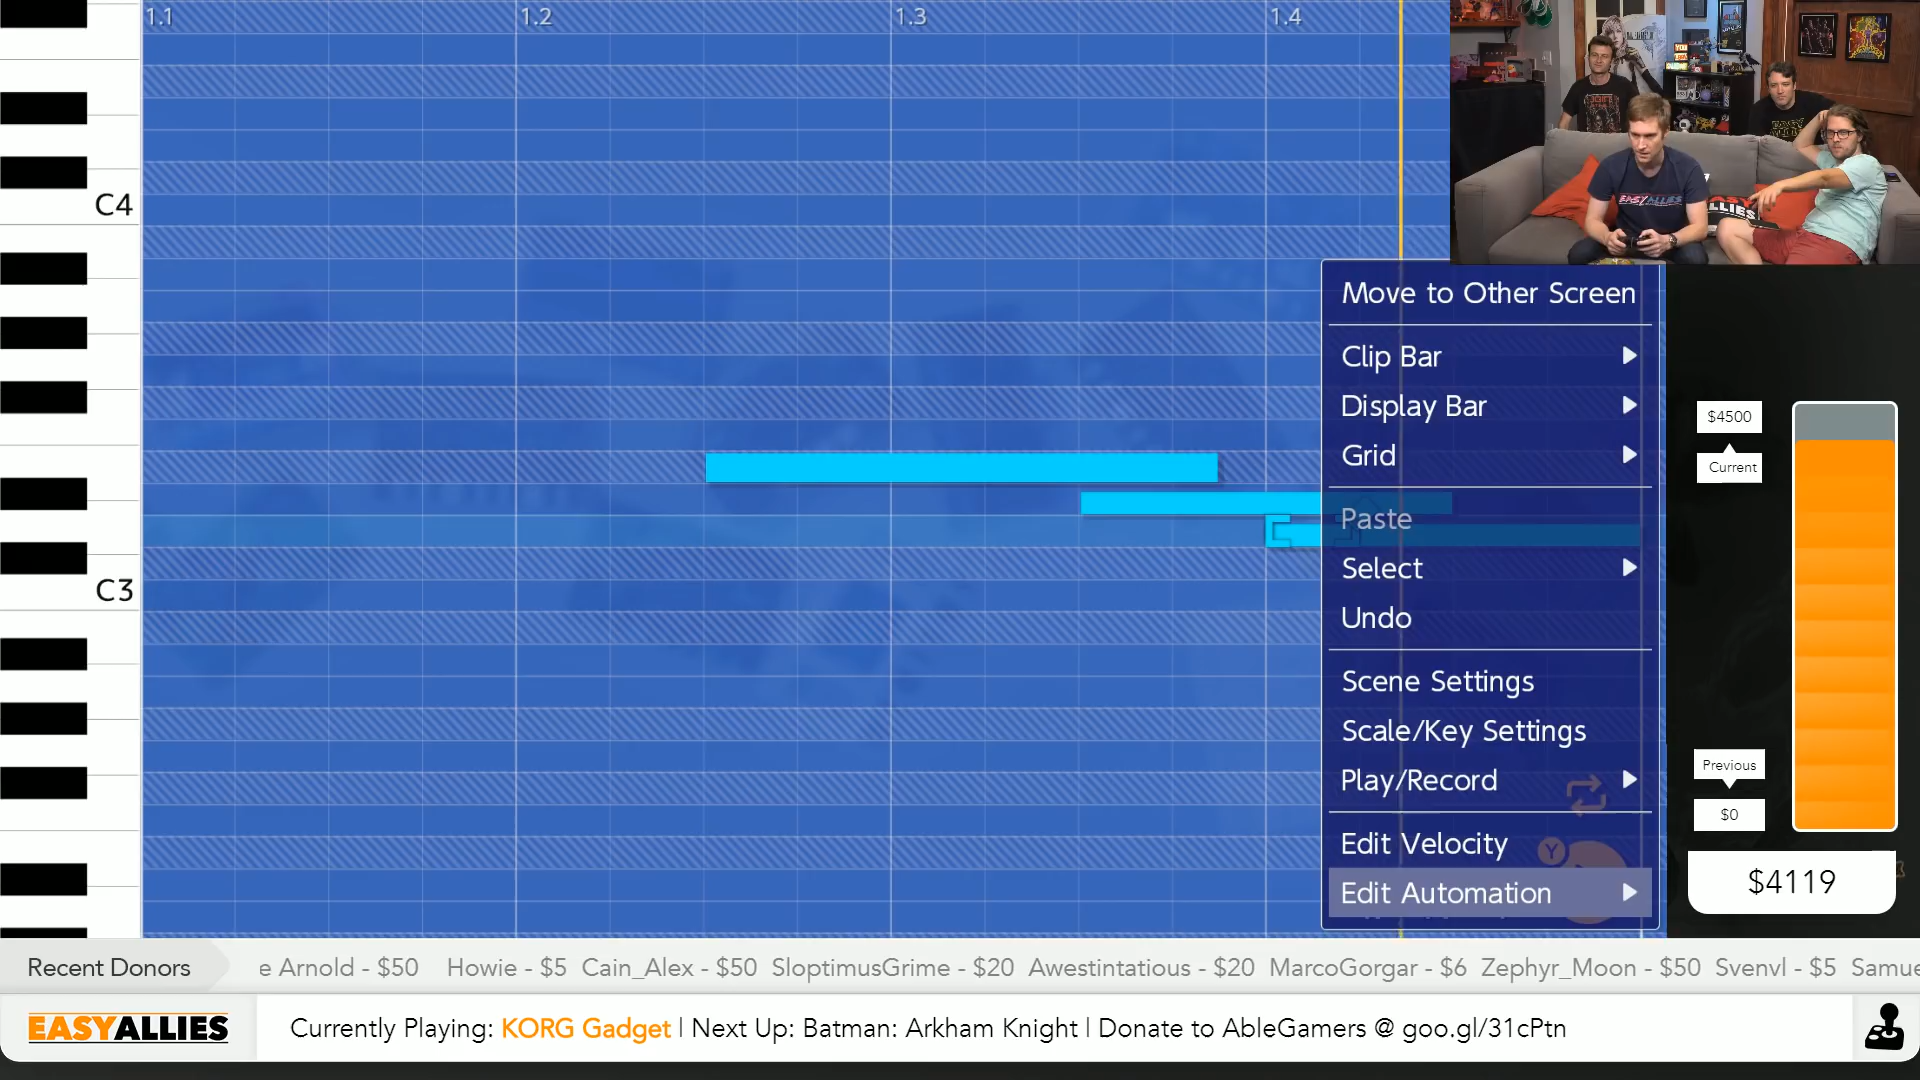 1.1 1.2 1.3 1.4
C4
C3
Move to Other Screen
Clip Bar
Display Bar
Grid
Paste
Select
Undo
Scene Settings
Scale/Key Settings
Play/Record
Edit Velocity
Y
Edit Automation
EASY ALLIES
$4500
Current
Previous
$0
$4119
Recent Donors
e Arnold - $50 Howie - $5 Cain_Alex - $50 SloptimusGrime - $20 Awestintatious - $20 MarcoGorgar - $6 Zephyr_Moon - $50 Svenvl - $5 Samue
EASYALLIES
Currently Playing: KORG Gadget | Next Up: Batman: Arkham Knight | Donate to AbleGamers @ goo.gl/31cPtn